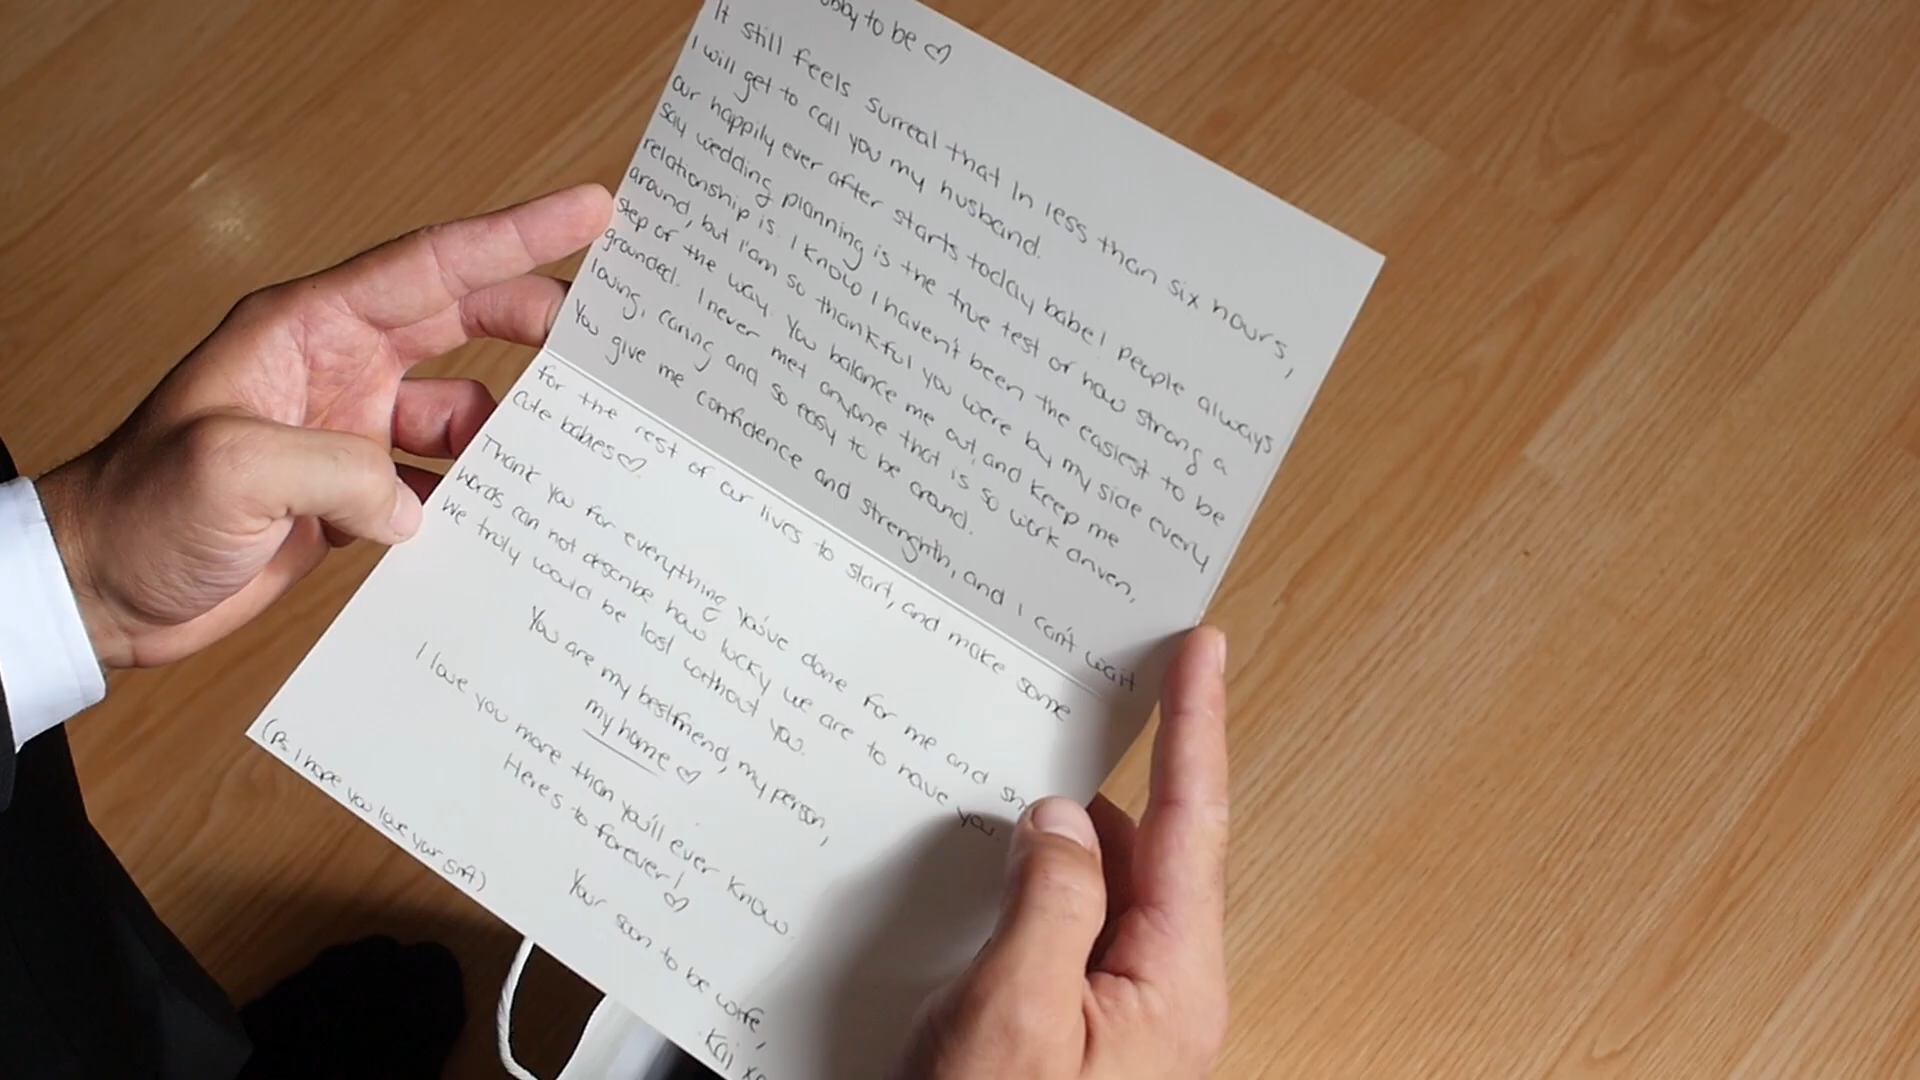 to be ♡
It still feels surreal that in less than six hours,
I will get to call you my husband.
Our happily ever after starts today babe! People always
say wedding planning is the true test of how strong a
relationship is. I know I haven't been the easiest to be
around, but I'am so thankful you were by my side every
step of the way. You balance me out, and keep me
grounded. I never met anyone that is so work driven,
loving, caring and so easy to be around.
You give me confidence and strenghth, and I can't wait
for the rest of our lives to start, and make some
cute babies ♡.
Thank you for everything you've done for me and
words can not describe how lucky we are to have you.
We truly would be lost without you.
You are my bestfriend, my person,
my home ♡
I love you more than you'll ever know.
Here's to forever! ♡
Your soon to be wife,
Kai
(Ps. I hope you love your gift)